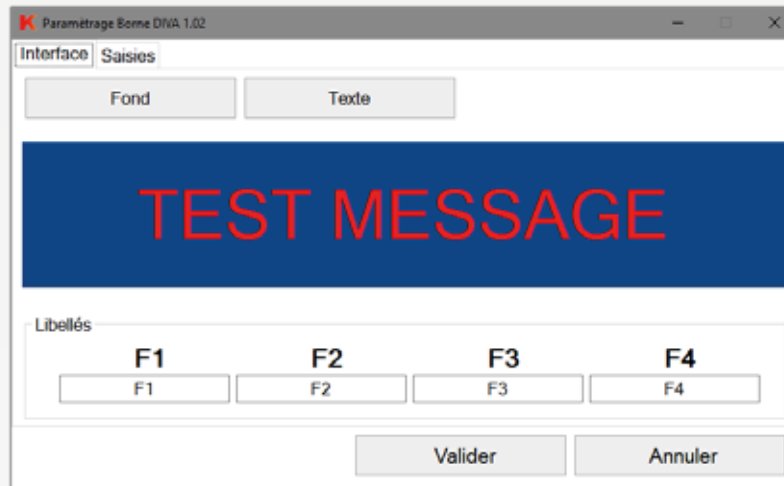 K Paramétrage Borne DIVA 1.02
Interface Saisies
Fond Texte
TEST MESSAGE
Libellés
F1 F2 F3 F4
F1 F2 F3 F4
Valider Annuler